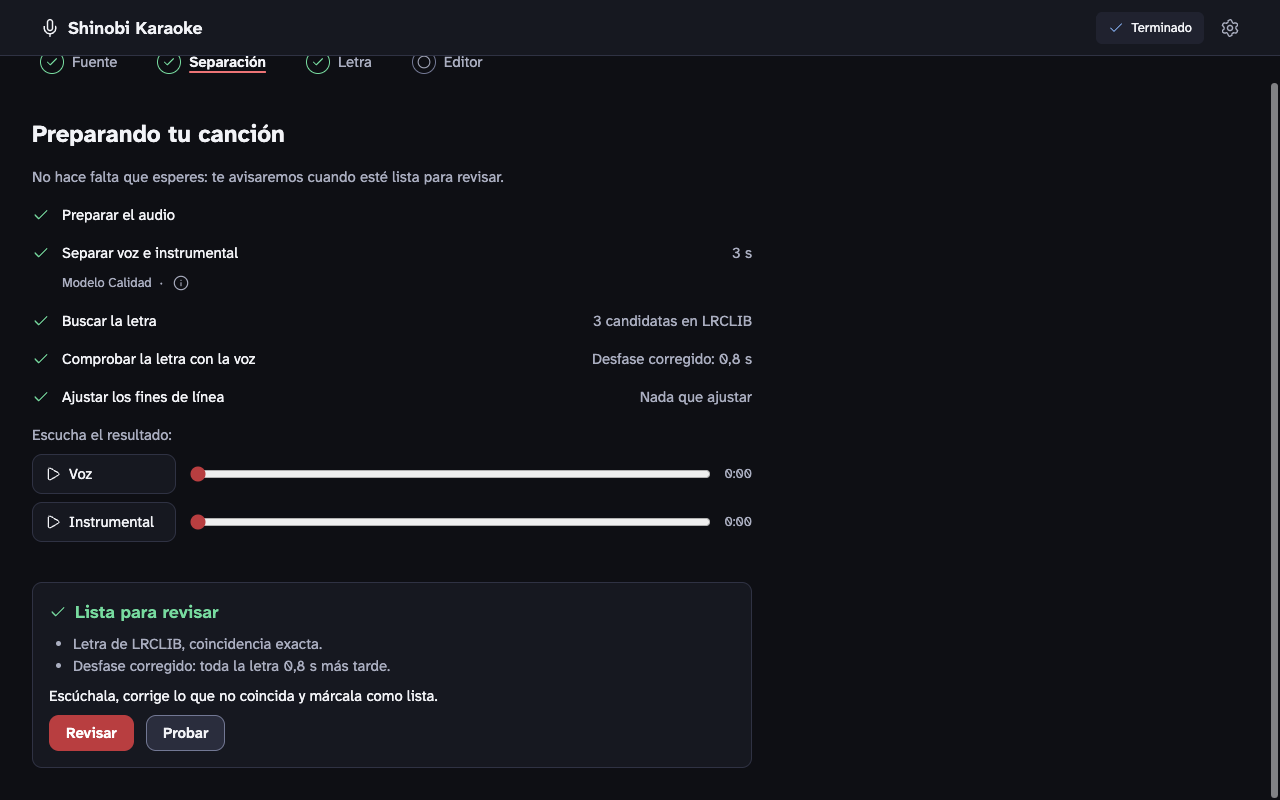 Shinobi Karaoke
Terminado
Fuente
Separación
Letra
Editor
Preparando tu canción
No hace falta que esperes: te avisaremos cuando esté lista para revisar.
Preparar el audio
Separar voz e instrumental
3 s
Modelo Calidad ·
Buscar la letra
3 candidatas en LRCLIB
Comprobar la letra con la voz
Desfase corregido: 0,8 s
Ajustar los fines de línea
Nada que ajustar
Escucha el resultado:
Voz
0:00
Instrumental
0:00
Lista para revisar
• Letra de LRCLIB, coincidencia exacta.
• Desfase corregido: toda la letra 0,8 s más tarde.
Escúchala, corrige lo que no coincida y márcala como lista.
Revisar
Probar